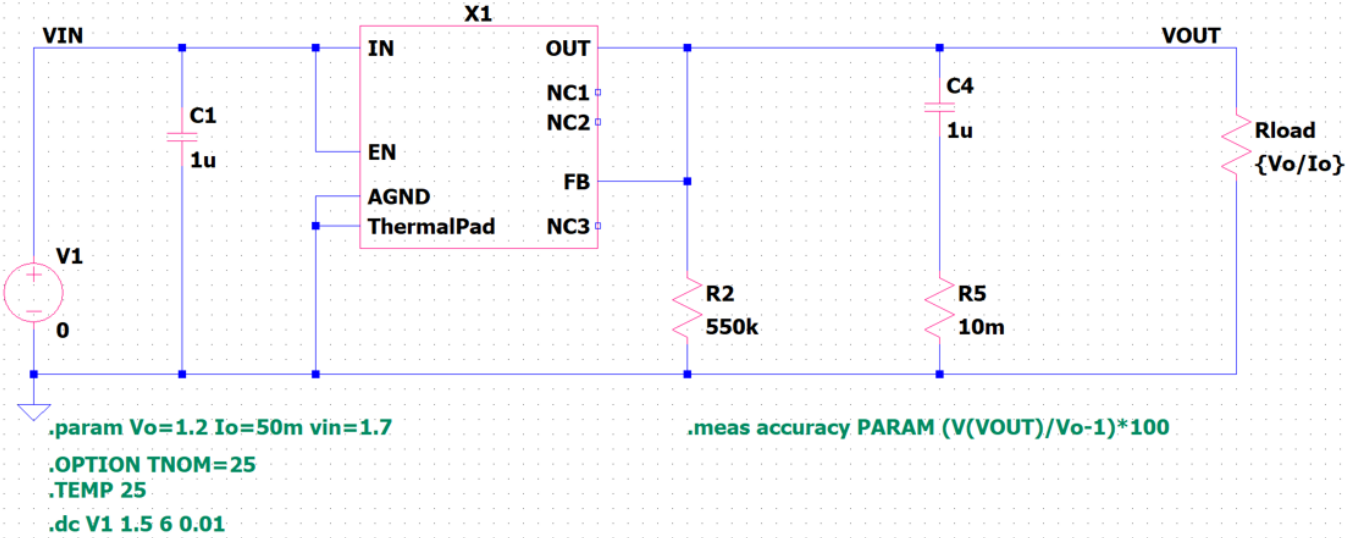 X1
VIN
IN
OUT
VOUT
C1
1u
NC1
NC2
C4
1u
Rload
{Vo/Io}
EN
FB
AGND
ThermalPad
NC3
V1
0
R2
550k
R5
10m
.param Vo=1.2 Io=50m vin=1.7
.meas accuracy PARAM (V(VOUT)/Vo-1)*100
.OPTION TNOM=25
.TEMP 25
.dc V1 1.5 6 0.01